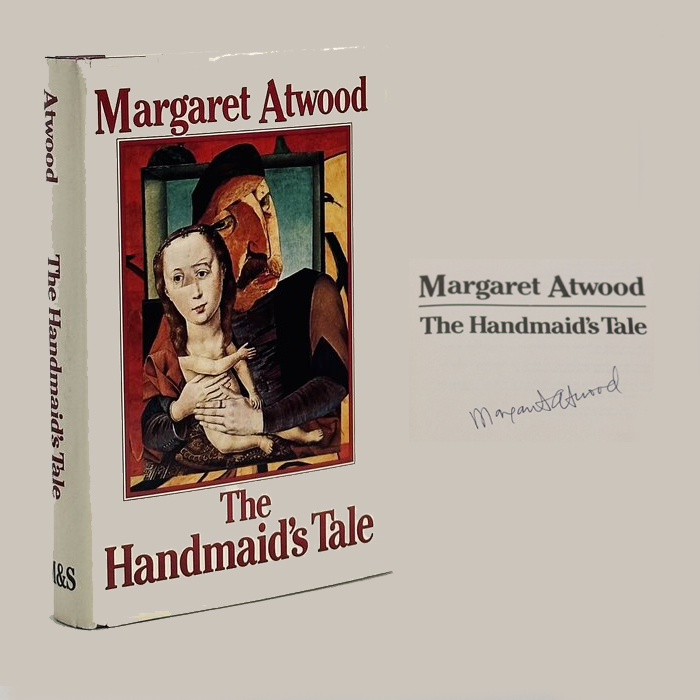 Atwood
The Handmaid's Tale
M&S
Margaret Atwood
The
Handmaid's Tale
Margaret Atwood
The Handmaid's Tale
Margaret Atwood